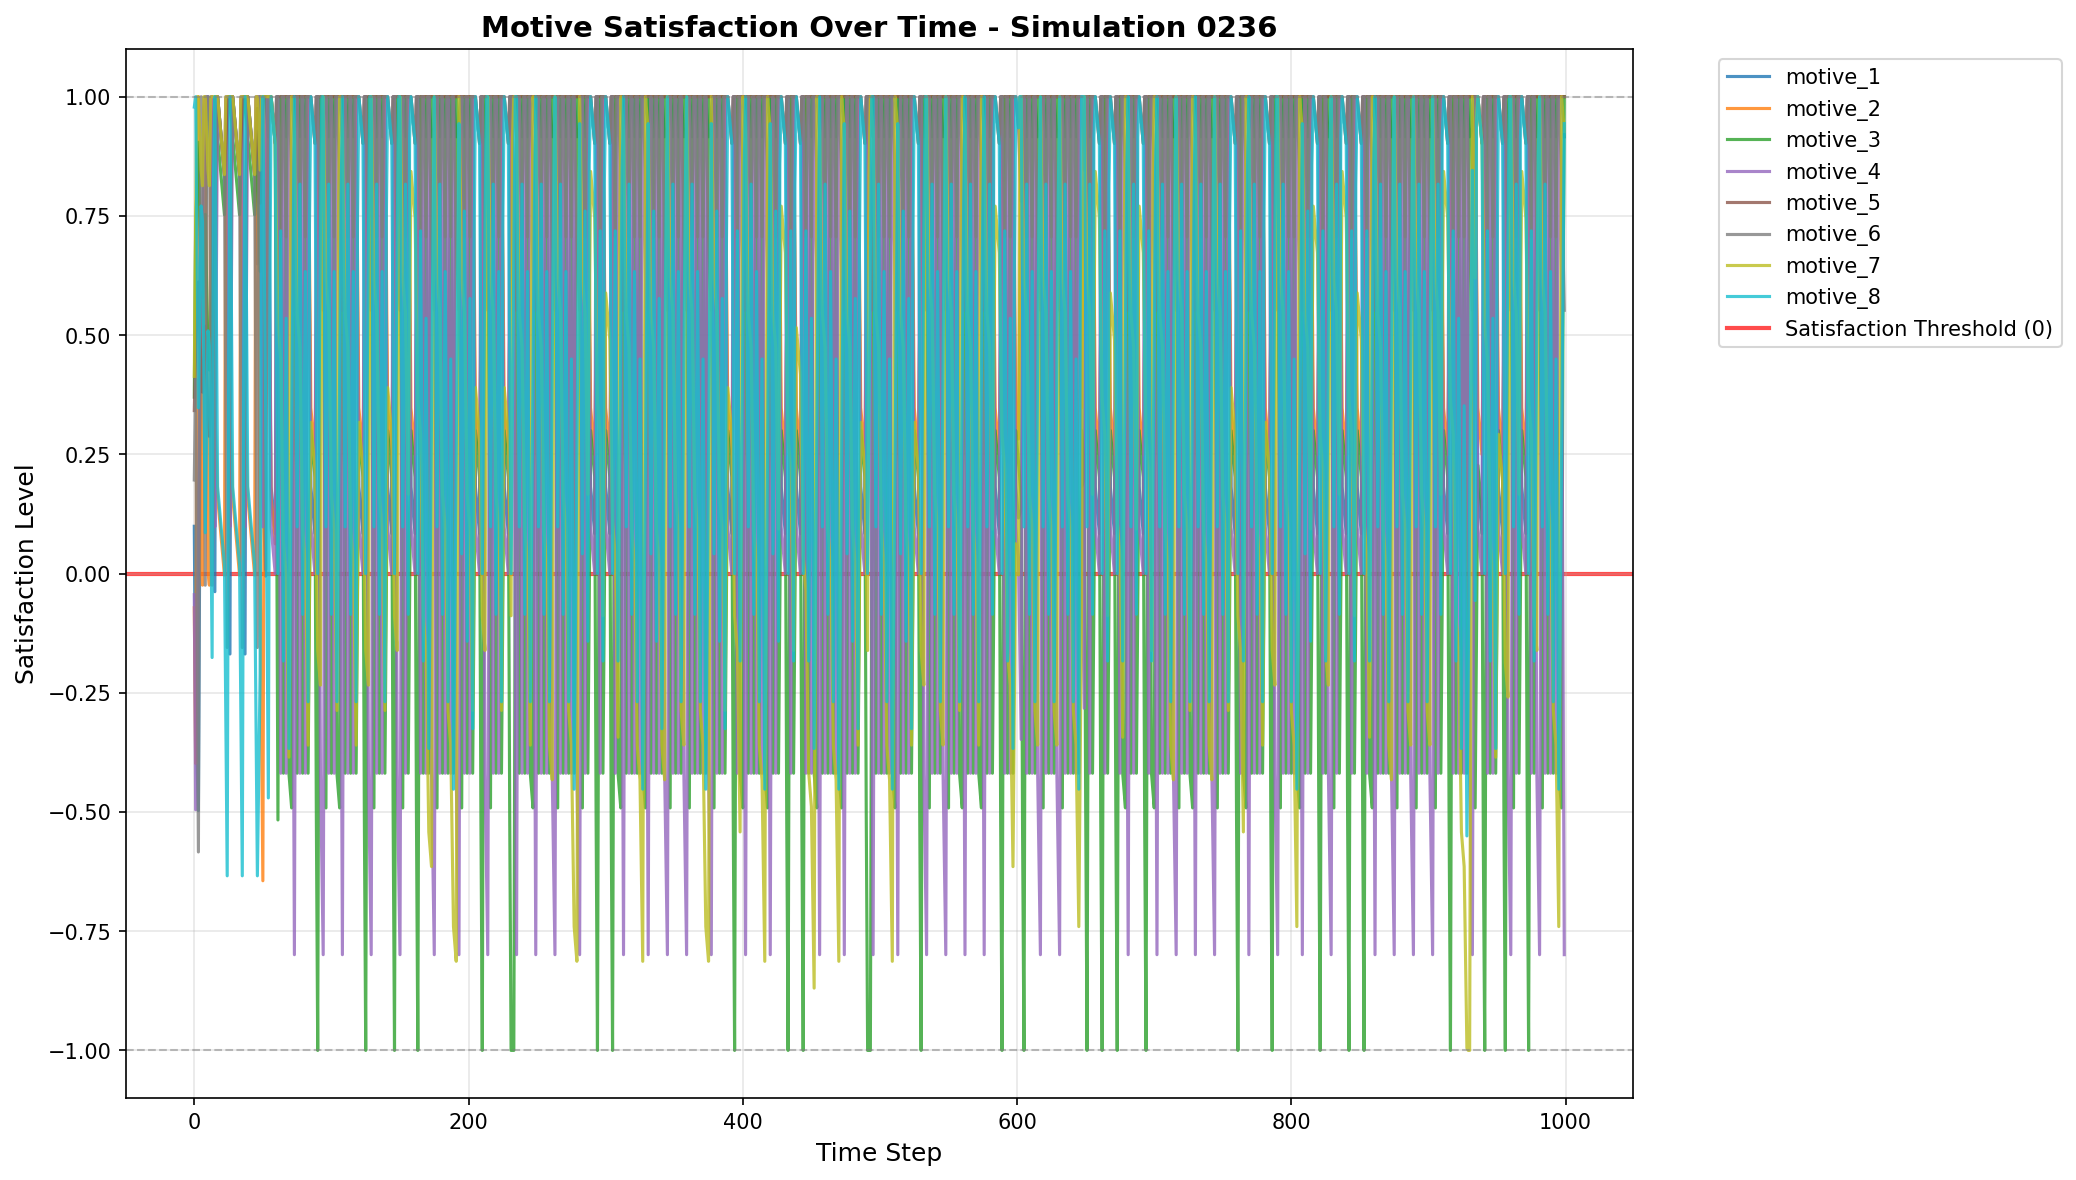 Motive Satisfaction Over Time - Simulation 0236
1.00
0.75
0.50
0.25
0.00
−0.25
−0.50
−0.75
−1.00
Satisfaction Level
0
200
400
600
800
1000
Time Step
motive_1
motive_2
motive_3
motive_4
motive_5
motive_6
motive_7
motive_8
Satisfaction Threshold (0)